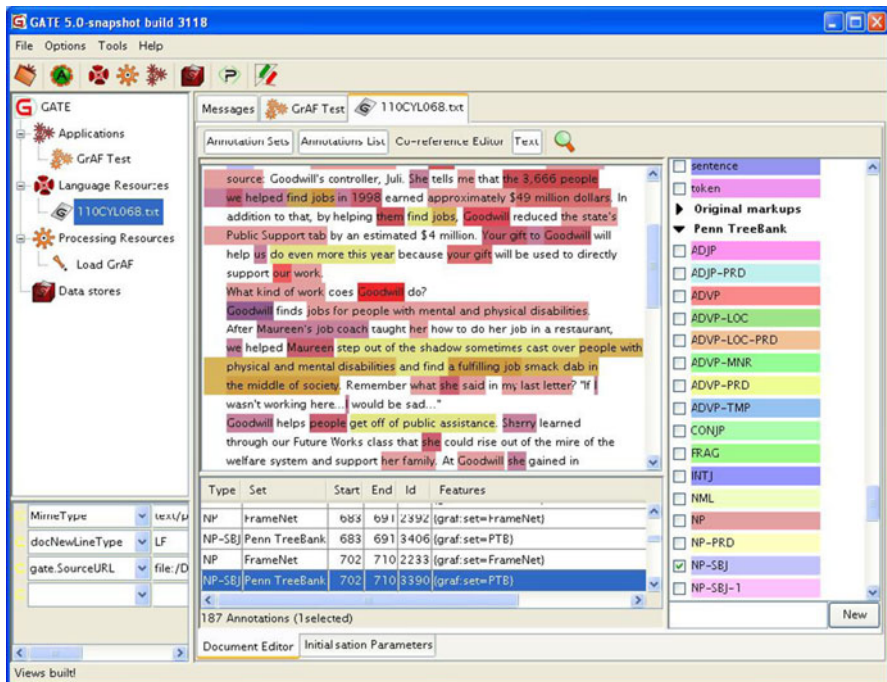 GATE 5.0-snapshot build 3118
File Options Tools Help
GATE
Applications
GrAF Test
Language Resources
110CYL068.txt
Processing Resources
Load GrAF
Data stores
MimeType text/p
docNewLineType LF
gate.SourceURL file:/D
Messages GrAF Test 110CYL068.txt
Annotation Sets Annotations List Co-reference Editor Text
source: Goodwill's controller, Juli. She tells me that the 3,666 people
we helped find jobs in 1998 earned approximately $49 million dollars. In
addition to that, by helping them find jobs, Goodwill reduced the state's
Public Support tab by an estimated $4 million. Your gift to Goodwill will
help us do even more this year because your gift will be used to directly
support our work.
What kind of work coes Goodwill do?
Goodwill finds jobs for people with mental and physical disabilities.
After Maureen's job coach taught her how to do her job in a restaurant,
we helped Maureen step out of the shadow sometimes cast over people with
physical and mental disabilities and find a fulfilling job smack dab in
the middle of society. Remember what she said in my last letter? "If I
wasn't working here...I would be sad..."
Goodwill helps people get off of public assistance. Sherry learned
through our Future Works class that she could rise out of the mire of the
welfare system and support her family. At Goodwill she gained in
Type Set Start End Id Features
NP FrameNet 683 691 2392 {graf:set=FrameNet}
NP-SBJ Penn TreeBank 683 691 3406 {graf:set=PTB}
NP FrameNet 702 710 2233 {graf:set=FrameNet}
NP-SBJ Penn TreeBank 702 710 3390 {graf:set=PTB}
187 Annotations (1selected)
Document Editor Initialisation Parameters
sentence
token
Original markups
Penn TreeBank
ADJP
ADJP-PRD
ADVP
ADVP-LOC
ADVP-LOC-PRD
ADVP-MNR
ADVP-PRD
ADVP-TMP
CONJP
FRAG
INTJ
NML
NP
NP-PRD
NP-SBJ
NP-SBJ-1
New
Views built!